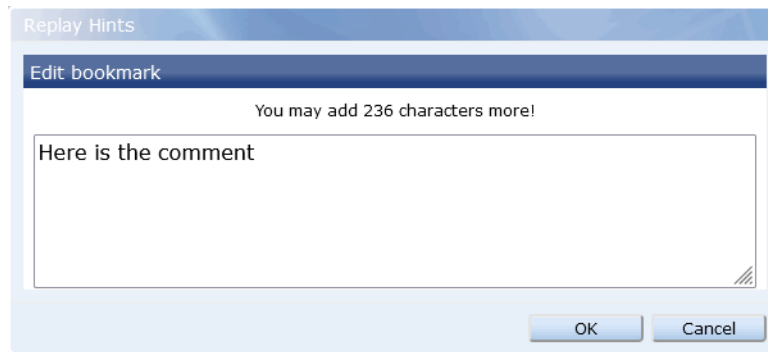 Replay Hints
Edit bookmark
You may add 236 characters more!
Here is the comment
OK Cancel